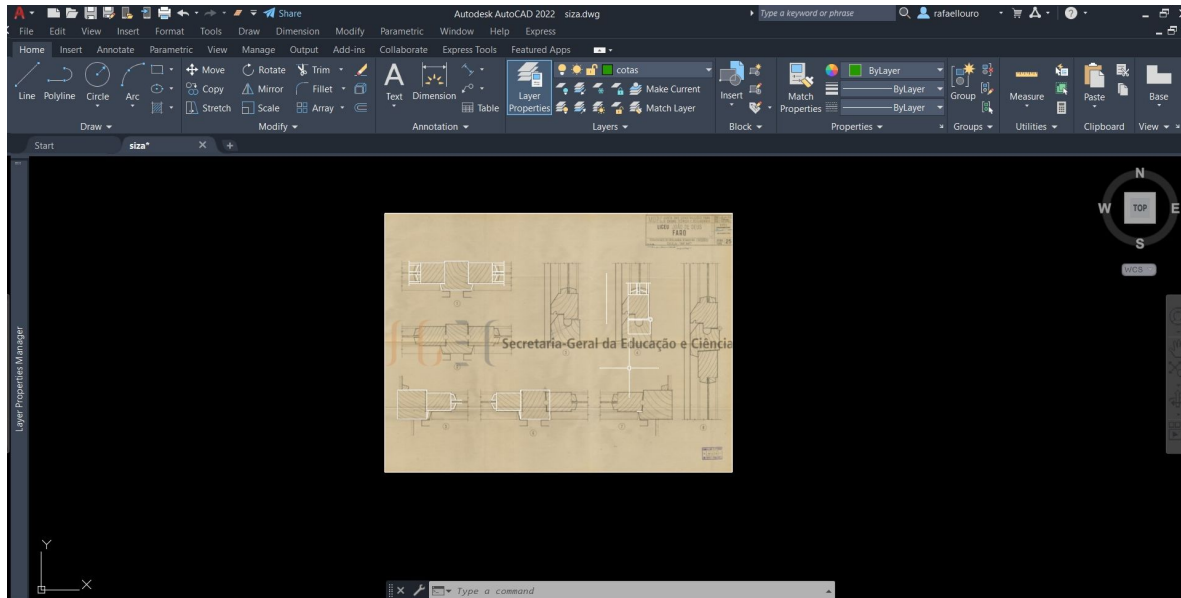 Share
Autodesk AutoCAD 2022 siza.dwg
Type a keyword or phrase
rafaellouro
File Edit View Insert Format Tools Draw Dimension Modify Parametric Window Help Express
Home Insert Annotate Parametric View Manage Output Add-ins Collaborate Express Tools Featured Apps
Move Rotate Trim cotas ByLayer
Copy Mirror Fillet Make Current ByLayer
Stretch Scale Array Table Match Layer ByLayer
Line Polyline Circle Arc Text Dimension Layer Properties Insert Match Properties Group Measure Paste Base
Draw Modify Annotation Layers Block Properties Groups Utilities Clipboard View
Start siza*
N
W TOP E
S
WCS
FARO
Secretaria-Geral da Educação e Ciência
Layer Properties Manager
Y
X
Type a command